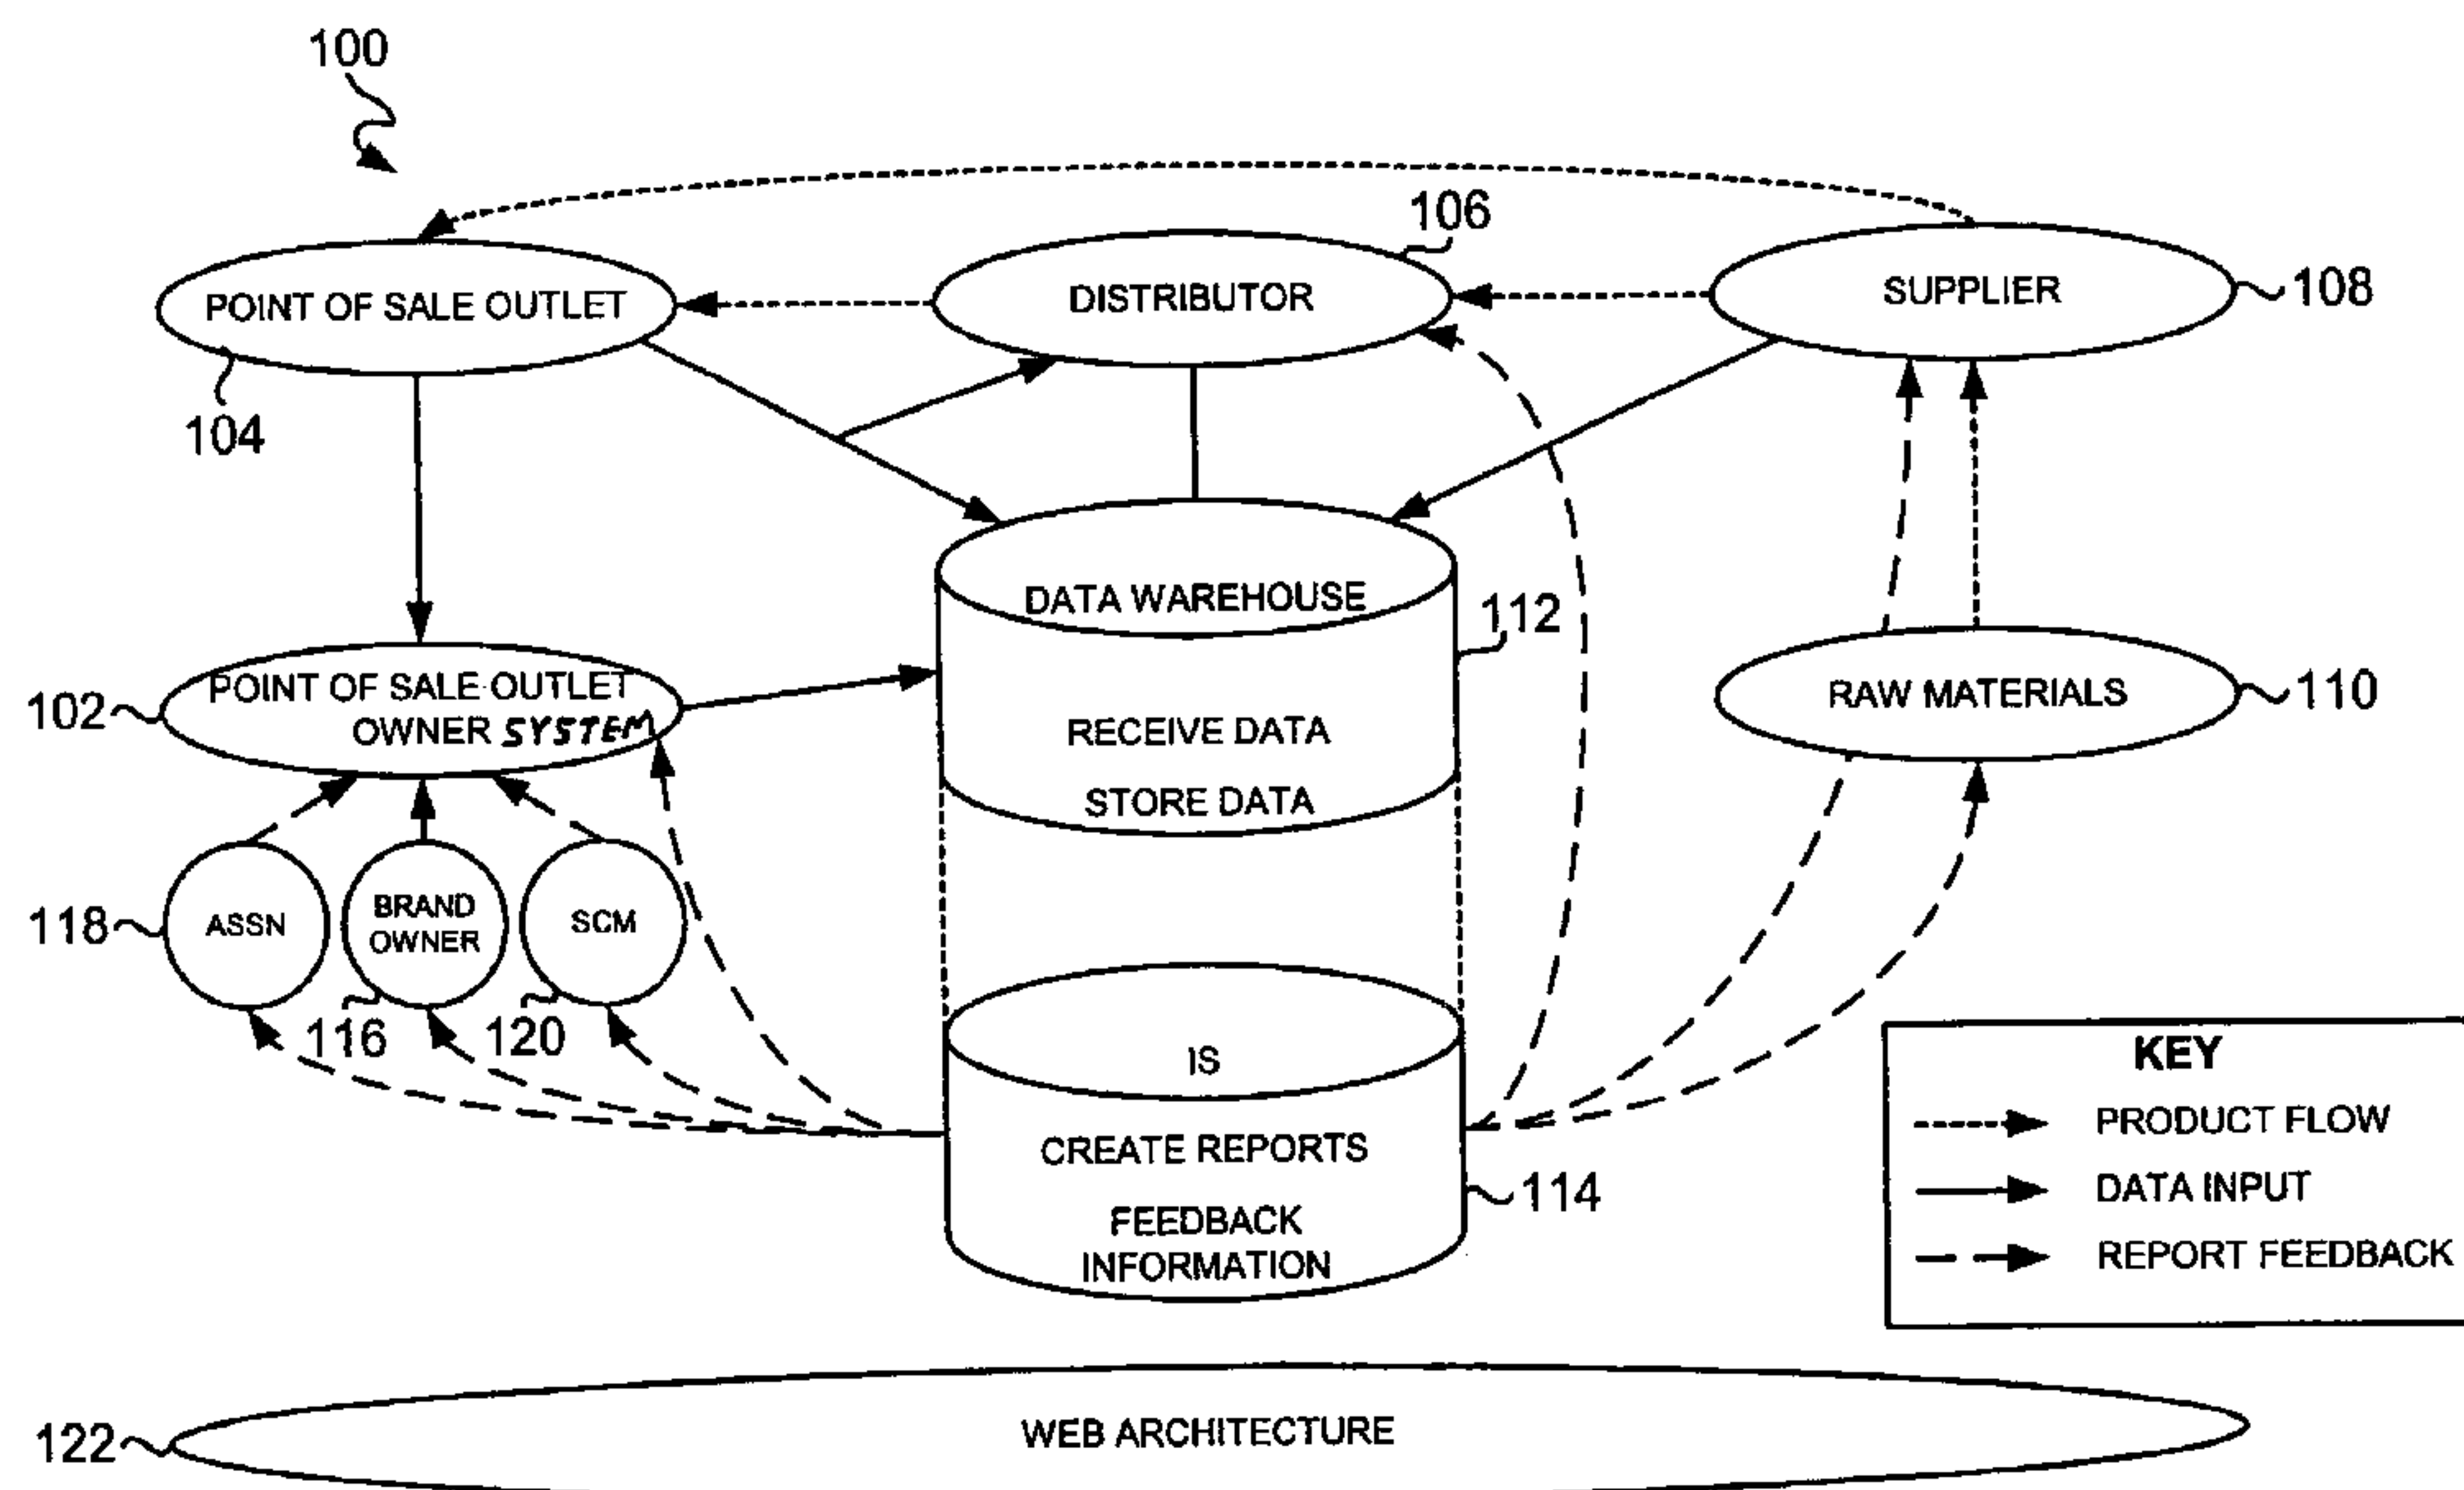 100
106
POINT OF SALE OUTLET
DISTRIBUTOR
SUPPLIER
108
104
DATA WAREHOUSE
112
102
POINT OF SALE OUTLET
OWNER SYSTEM
RECEIVE DATA
STORE DATA
RAW MATERIALS
110
118
ASSN
BRAND
OWNER
SCM
116
120
IS
CREATE REPORTS
FEEDBACK
INFORMATION
114
KEY
PRODUCT FLOW
DATA INPUT
REPORT FEEDBACK
122
WEB ARCHITECTURE